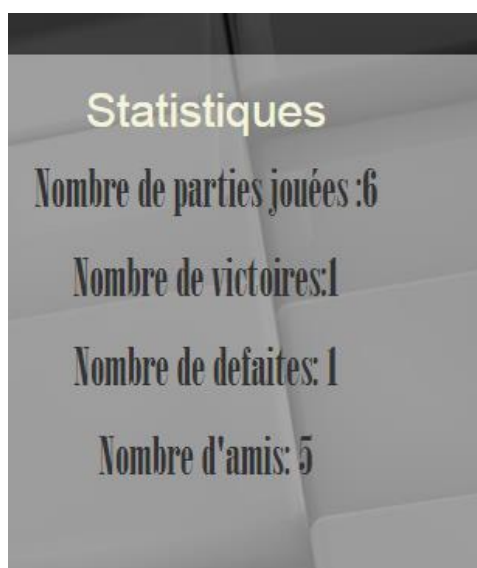 Statistiques
Nombre de parties jouées :6
Nombre de victoires:1
Nombre de defaites: 1
Nombre d'amis: 5